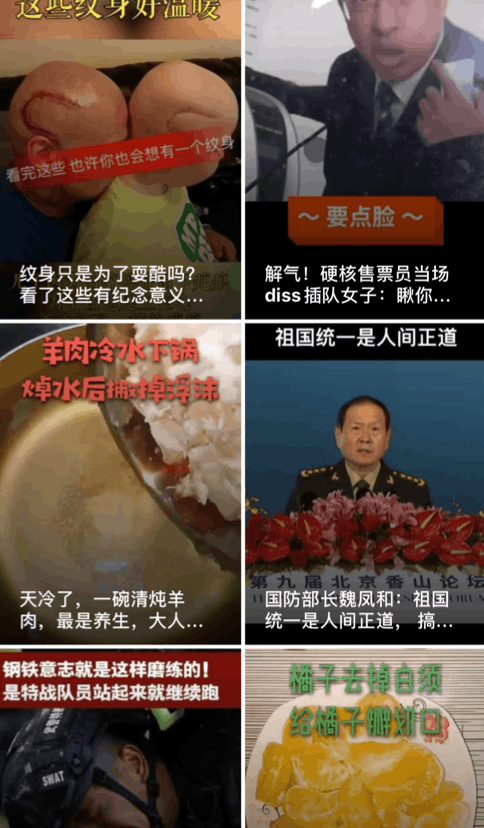 这些纹身好温暖
看完这些 也许你也会想有一个纹身
纹身只是为了耍酷吗？
看了这些有纪念意义...
～ 要点脸 ～
解气！硬核售票员当场
diss插队女子：瞅你...
羊肉冷水下锅
焯水后撇掉浮沫
天冷了，一碗清炖羊
肉，最是养生，大人...
祖国统一是人间正道
第九届北京香山论坛
国防部长魏凤和：祖国
统一是人间正道， 搞...
钢铁意志就是这样磨练的！
是特战队员站起来就继续跑
SWAT
橘子去掉白须
给橘子瓣划口